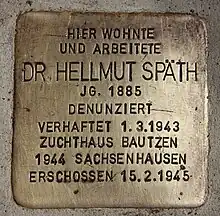 HIER WOHNTE
UND ARBEITETE
DR. HELLMUT SPÄTH
JG. 1885
DENUNZIERT
VERHAFTET 1.3.1943
ZUCHTHAUS BAUTZEN
1944 SACHSENHAUSEN
ERSCHOSSEN 15.2.1945